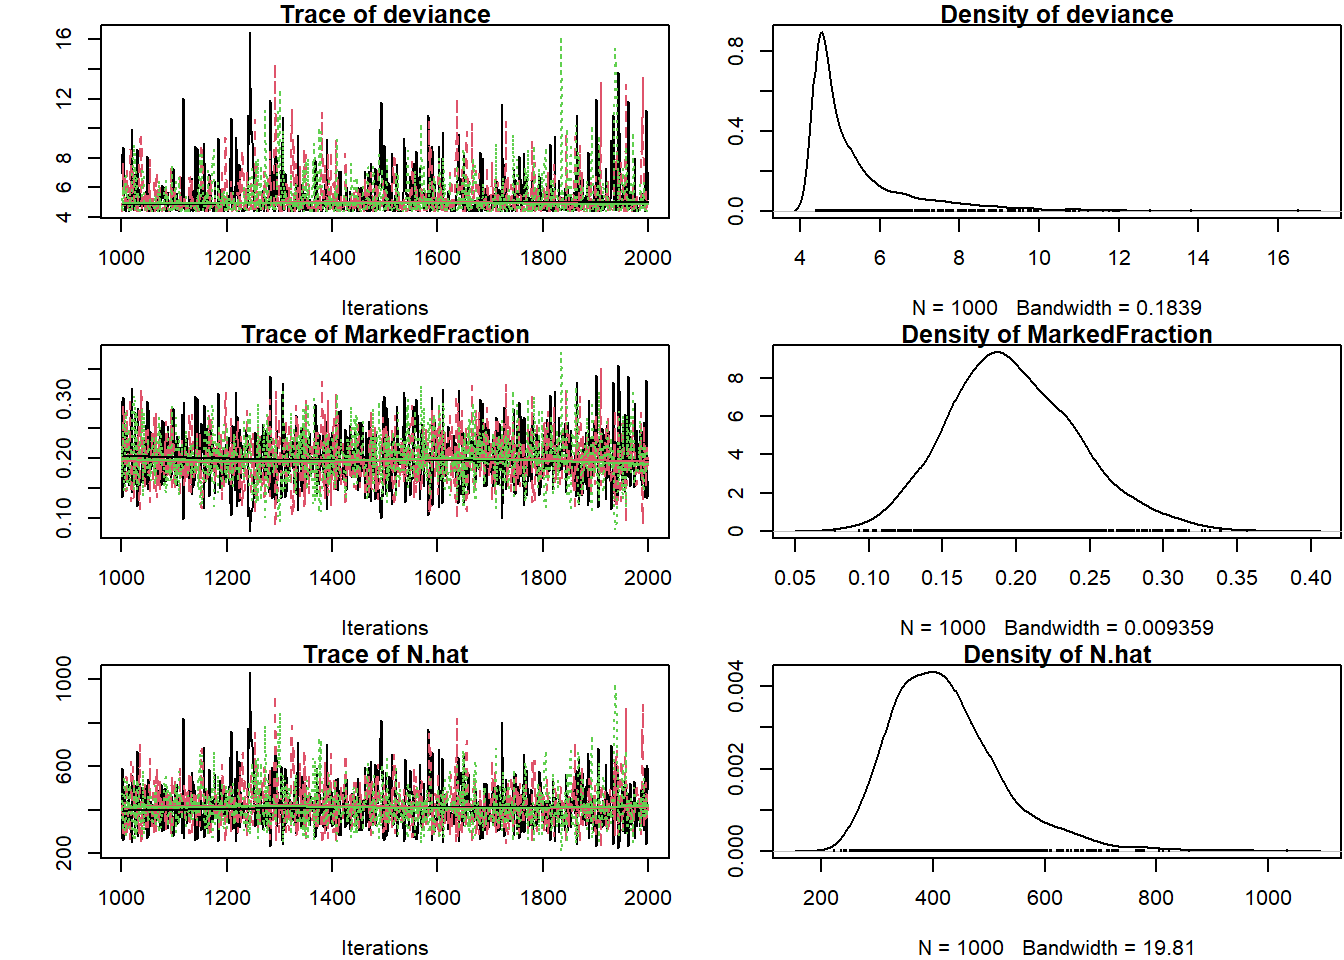 Trace of deviance
16
12
8
6
4
1000 1200 1400 1600 1800 2000
Iterations
Density of deviance
0.8
0.4
0.0
4 6 8 10 12 14 16
N = 1000 Bandwidth = 0.1839
Trace of MarkedFraction
0.30
0.20
0.10
1000 1200 1400 1600 1800 2000
Iterations
Density of MarkedFraction
8
6
4
2
0
0.05 0.10 0.15 0.20 0.25 0.30 0.35 0.40
N = 1000 Bandwidth = 0.009359
Trace of N.hat
1000
600
200
1000 1200 1400 1600 1800 2000
Iterations
Density of N.hat
0.004
0.002
0.000
200 400 600 800 1000
N = 1000 Bandwidth = 19.81